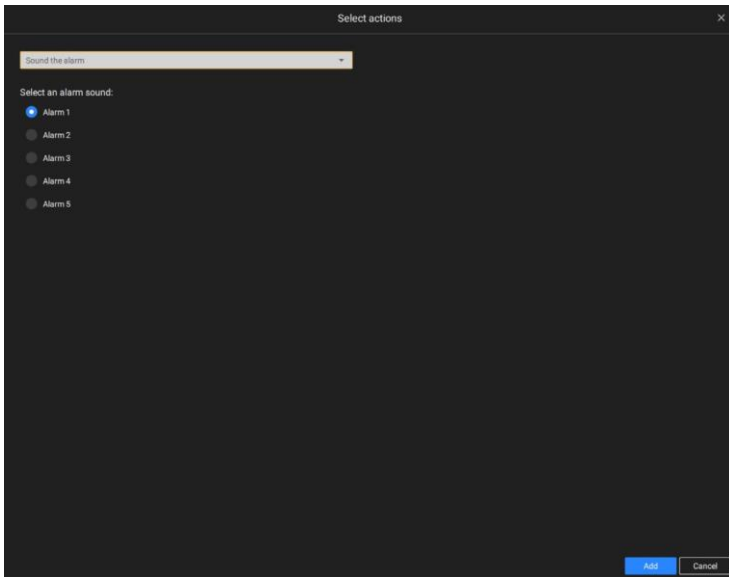 Select actions
Sound the alarm
Select an alarm sound:
Alarm 1
Alarm 2
Alarm 3
Alarm 4
Alarm 5
Add
Cancel